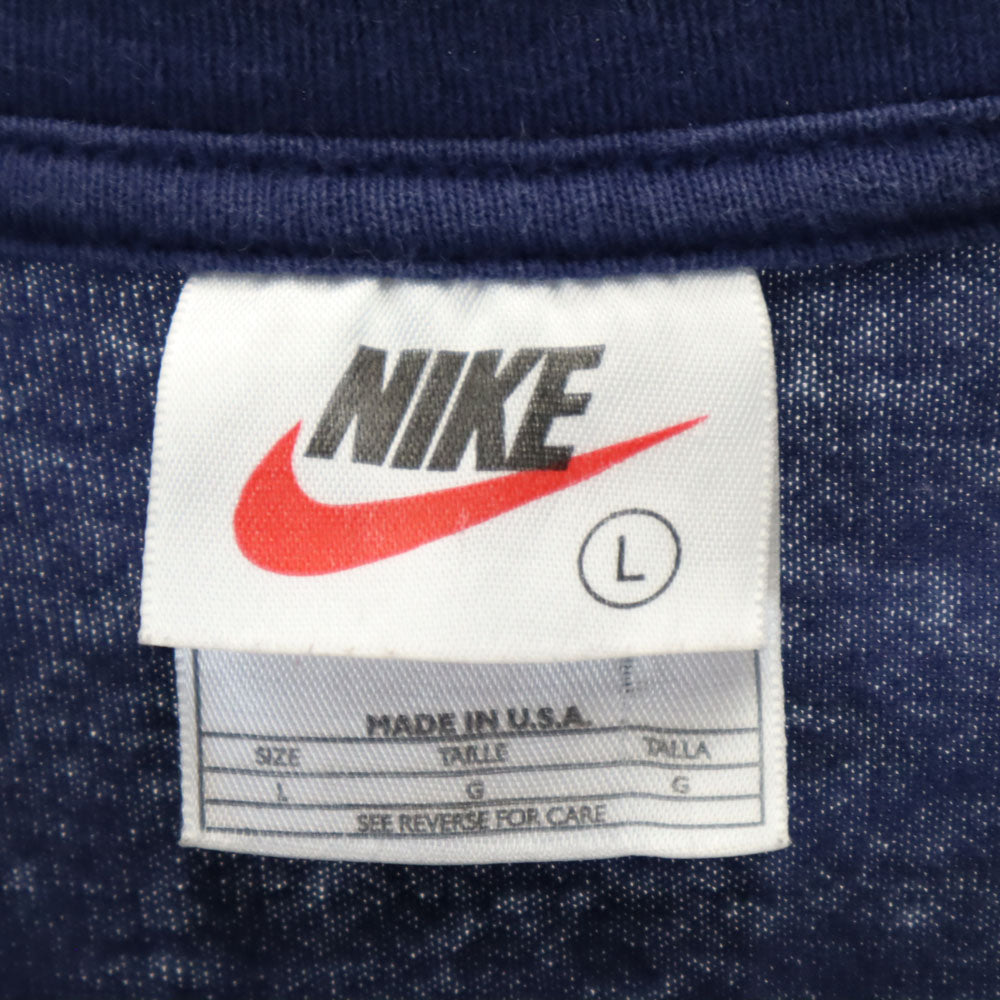 NIKE
L
MADE IN U.S.A.
SIZE TAILLE TALLA
L G G
SEE REVERSE FOR CARE